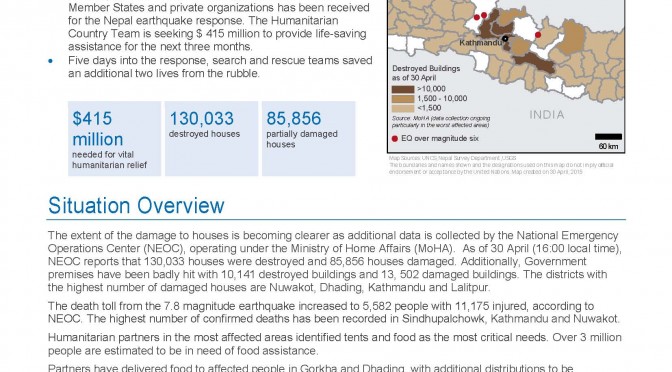 Member States and private organizations has been received
for the Nepal earthquake response. The Humanitarian
Country Team is seeking $ 415 million to provide life-saving
assistance for the next three months.
• Five days into the response, search and rescue teams saved
an additional two lives from the rubble.
$415
million
needed for vital
humanitarian relief
130,033
destroyed houses
85,856
partially damaged
houses
Kathmandu
Destroyed Buildings
as of 30 April
>10,000
1,500 - 10,000
<1,500
Source: MoHA (data collection ongoing
particularly in the worst affected areas)
EQ over magnitude six
INDIA
60 km
Map Sources: UNCS, Nepal Survey Department, USGS
The boundaries and names shown and the designations used on this map do not imply official
endorsement or acceptance by the United Nations. Map created on 30 April, 2015
Situation Overview
The extent of the damage to houses is becoming clearer as additional data is collected by the National Emergency
Operations Center (NEOC), operating under the Ministry of Home Affairs (MoHA). As of 30 April (16:00 local time),
NEOC reports that 130,033 houses were destroyed and 85,856 houses damaged. Additionally, Government
premises have been badly hit with 10,141 destroyed buildings and 13, 502 damaged buildings. The districts with
the highest number of damaged houses are Nuwakot, Dhading, Kathmandu and Lalitpur.
The death toll from the 7.8 magnitude earthquake increased to 5,582 people with 11,175 injured, according to
NEOC. The highest number of confirmed deaths has been recorded in Sindhupalchowk, Kathmandu and Nuwakot.
Humanitarian partners in the most affected areas identified tents and food as the most critical needs. Over 3 million
people are estimated to be in need of food assistance.
Partners have delivered food to affected people in Gorkha and Dhading, with additional distributions to be